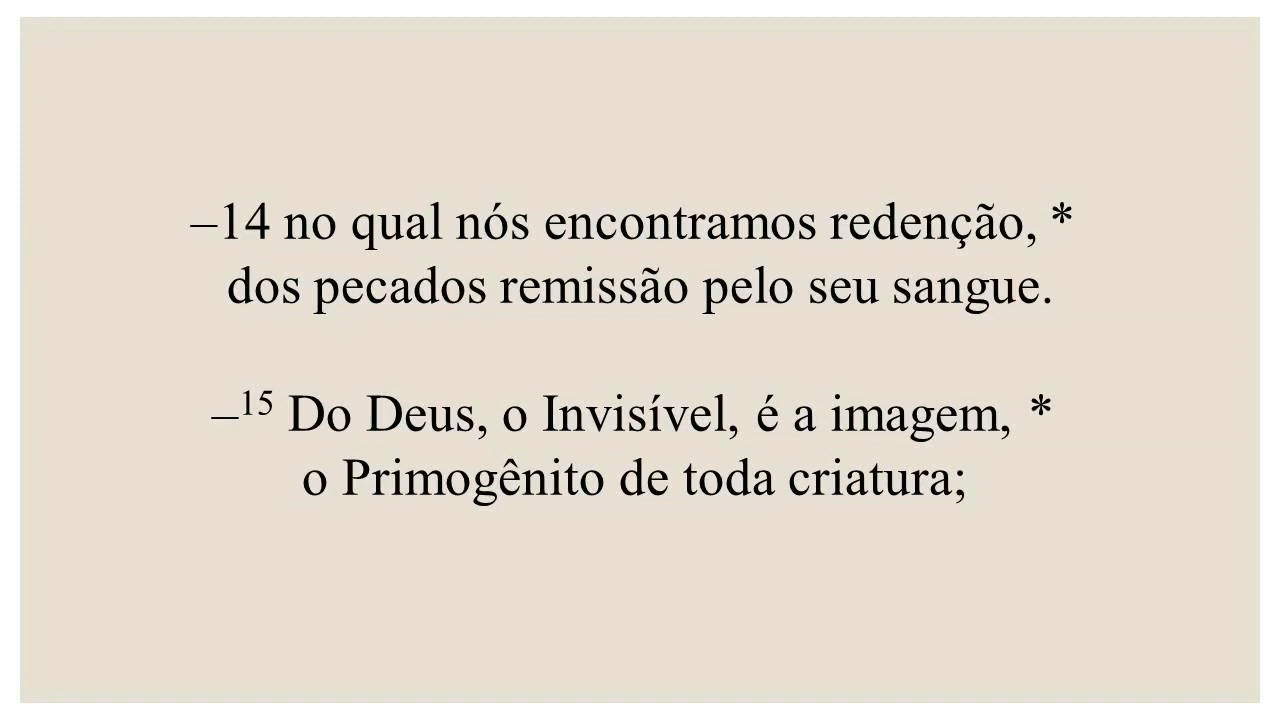 –14 no qual nós encontramos redenção, *
dos pecados remissão pelo seu sangue.
–15 Do Deus, o Invisível, é a imagem, *
o Primogênito de toda criatura;